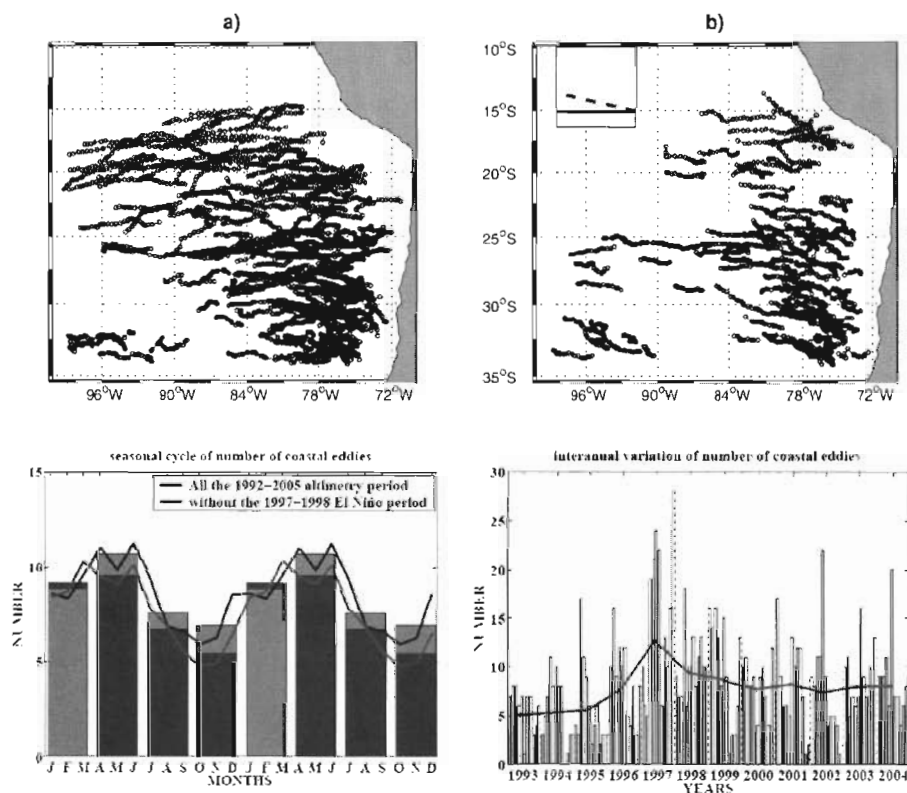 a) b)
10°S
15°S
20°S
25°S
30°S
35°S
96°W 90°W 84°W 78°W 72°W
96°W 90°W 84°W 78°W 72°W
seasonal cycle of number of coastal eddies
15
10
5
0
NUMBER
All the 1992–2005 altimetry period
without the 1997–1998 El Niño period
J F M A M J J A S O N D J F M A M J J A S O N D
MONTHS
interanual variation of number of coastal eddies
30
25
20
15
10
5
0
NUMBER
1993 1994 1995 1996 1997 1998 1999 2000 2001 2002 2003 2004
YEARS